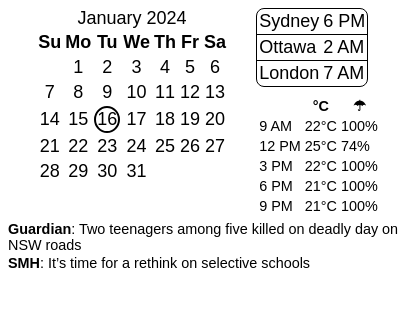 January 2024
Su Mo Tu We Th Fr Sa
1 2 3 4 5 6
7 8 9 10 11 12 13
14 15 16 17 18 19 20
21 22 23 24 25 26 27
28 29 30 31
Sydney 6 PM
Ottawa 2 AM
London 7 AM
°C ☂
9 AM 22°C 100%
12 PM 25°C 74%
3 PM 22°C 100%
6 PM 21°C 100%
9 PM 21°C 100%
Guardian: Two teenagers among five killed on deadly day on
NSW roads
SMH: It’s time for a rethink on selective schools